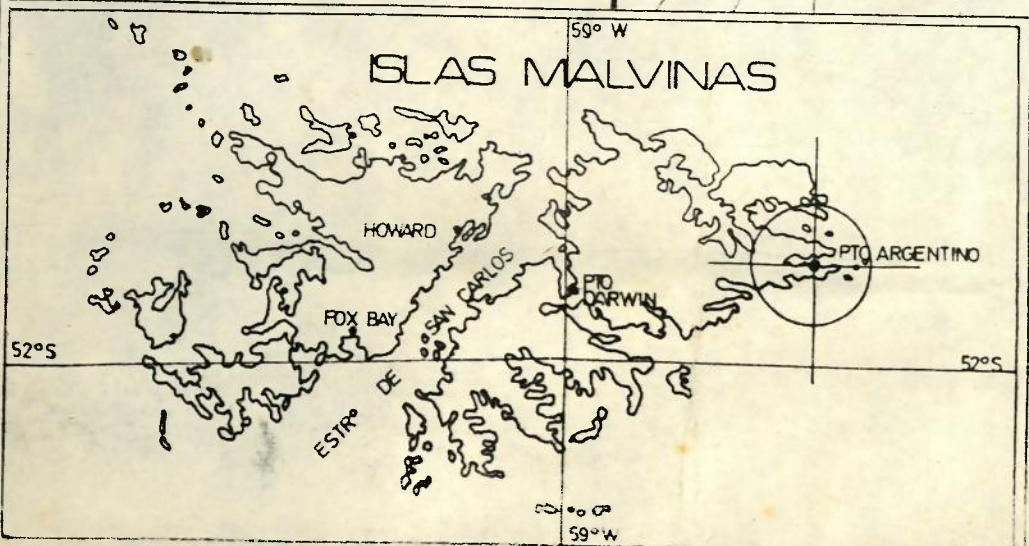 59° W
ISLAS MALVINAS
HOWARD
PTO ARGENTINO
SAN CARLOS
PTO
DARWIN
FOX BAY
52°S
52°S
DE
ESTRº
59° W